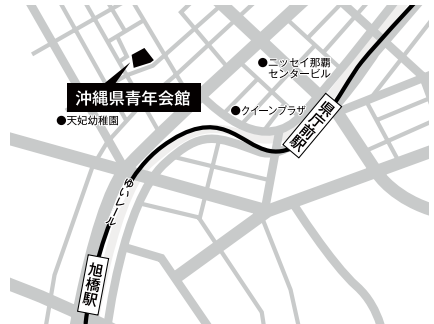 ●ニッセイ那覇
センタービル
沖縄県青年会館
●クイーンプラザ
●天妃幼稚園
県庁前駅
ゆいレール
旭橋駅